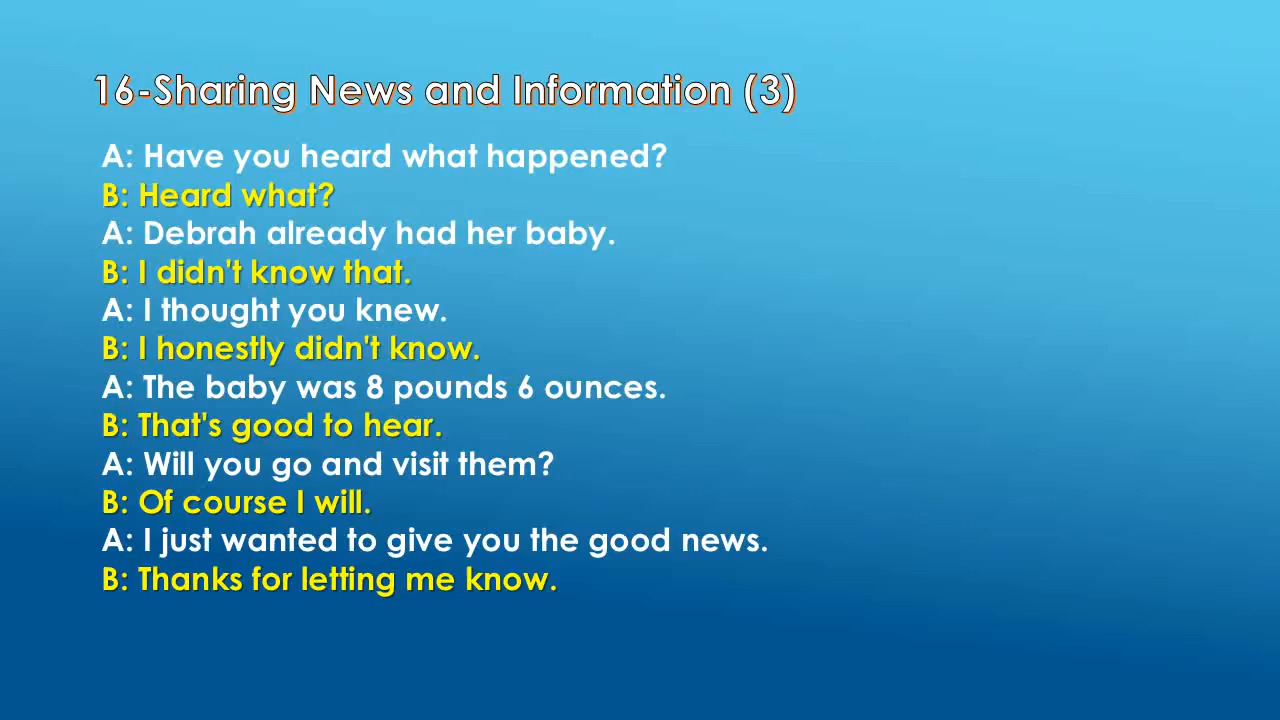 16-Sharing News and Information (3)
A: Have you heard what happened?
B: Heard what?
A: Debrah already had her baby.
B: I didn't know that.
A: I thought you knew.
B: I honestly didn't know.
A: The baby was 8 pounds 6 ounces.
B: That's good to hear.
A: Will you go and visit them?
B: Of course I will.
A: I just wanted to give you the good news.
B: Thanks for letting me know.